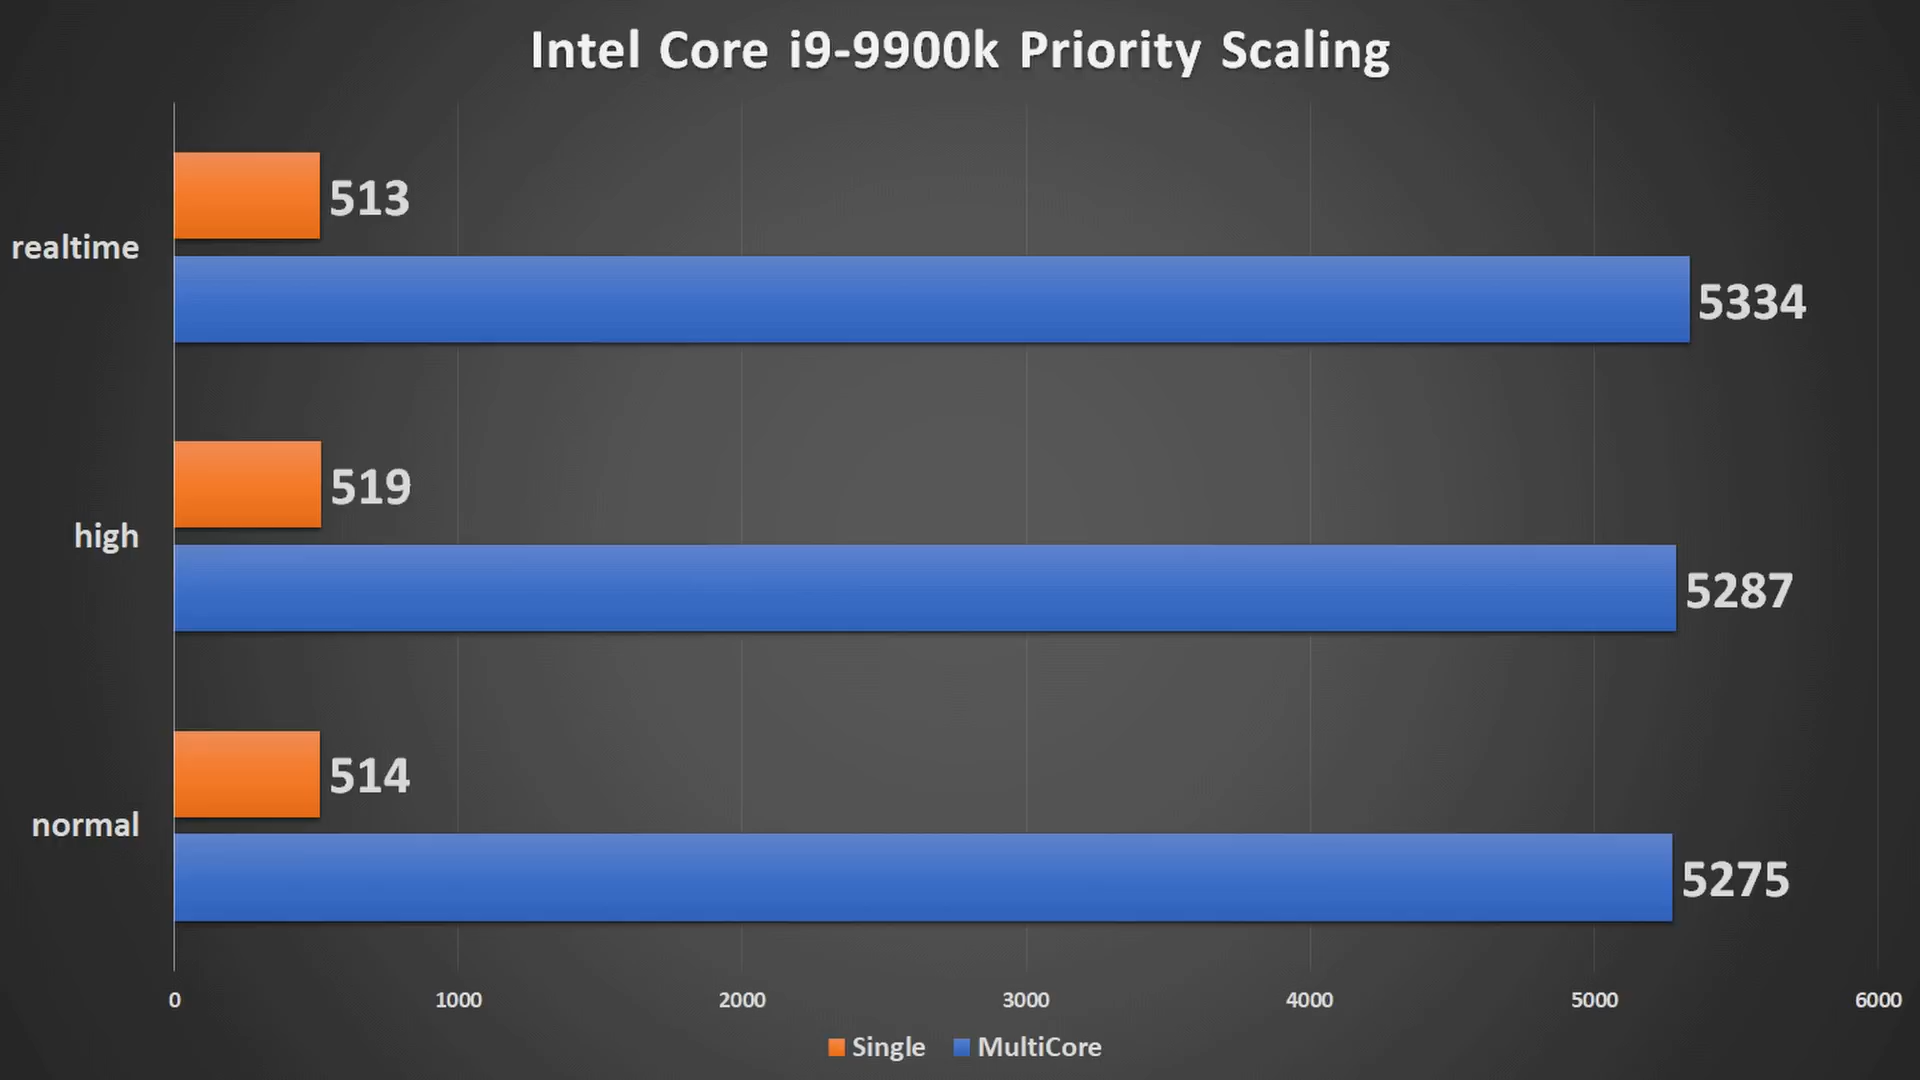 Intel Core i9-9900k Priority Scaling
513
realtime
5334
519
high
5287
514
normal
5275
0 1000 2000 3000 4000 5000 6000
Single MultiCore